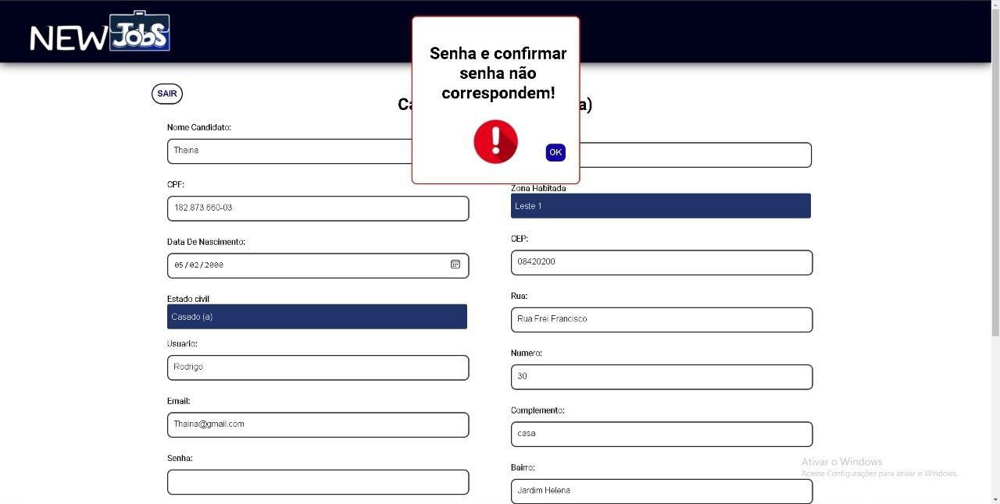 NEW JobS
Senha e confirmar
senha não
correspondem!
OK
SAIR
Ca
a)
Nome Candidato:
Thaina
CPF:
182.873.660-03
Data De Nascimento:
05/02/2000
Estado civil
Casado (a)
Usuario:
Rodrigo
Email:
Thaina@gmail.com
Senha:
Zona Habitada
Leste 1
CEP:
08420200
Rua:
Rua Frei Francisco
Numero:
30
Complemento:
casa
Bairro:
Jardim Helena
Ativar o Windows
Acesse Configurações para ativar o Windows.